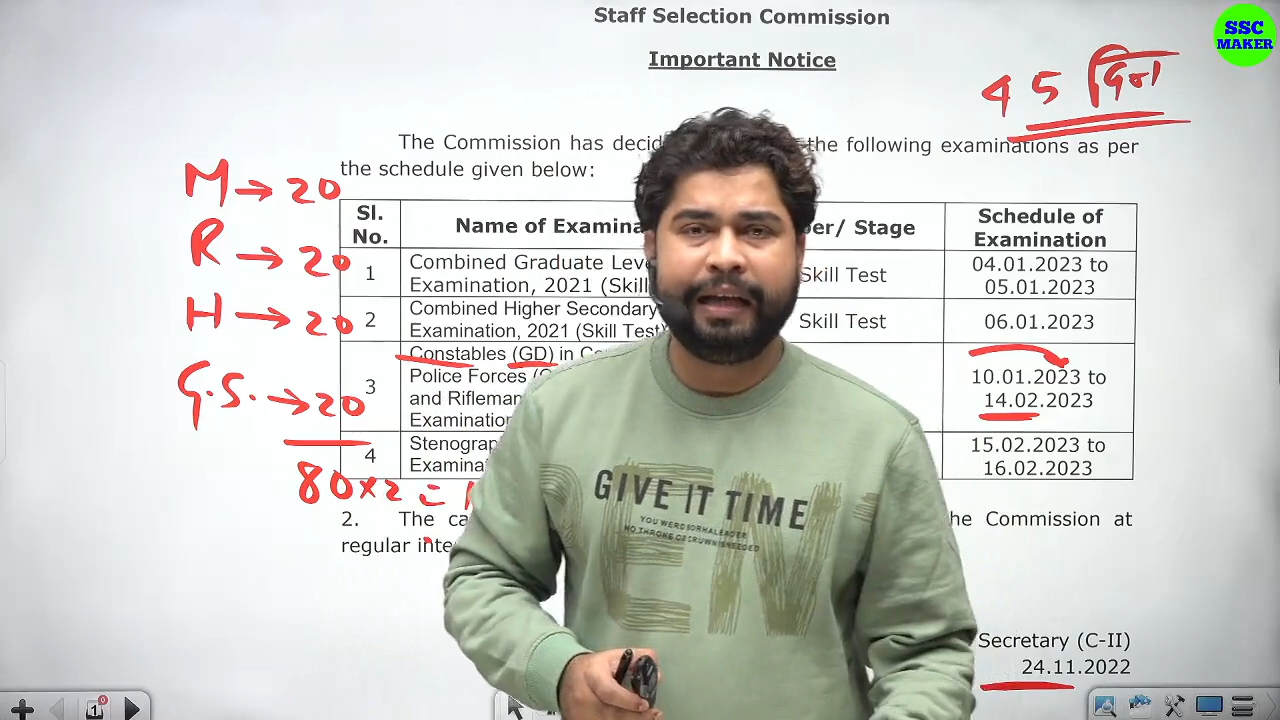 Staff Selection Commission
SSC
MAKER
Important Notice
45 दिन
The Commission has decid the following examinations as per
the schedule given below:
M → 20
R → 20
H → 20
G.S. → 20
80 x 2 =
Sl. No. Name of Examina / Stage Schedule of Examination
1 Combined Graduate Leve Skill Test 04.01.2023 to
Examination, 2021 (Skill 05.01.2023
2 Combined Higher Secondary Skill Test 06.01.2023
Examination, 2021 (Skill Test)
3 Constables (GD) in
Police Forces ( 10.01.2023 to
and Rifleman 14.02.2023
Examination
4 Stenograp 15.02.2023 to
Examina 16.02.2023
2. The he Commission at
regular
Secretary (C-II)
24.11.2022
GIVE IT TIME
1